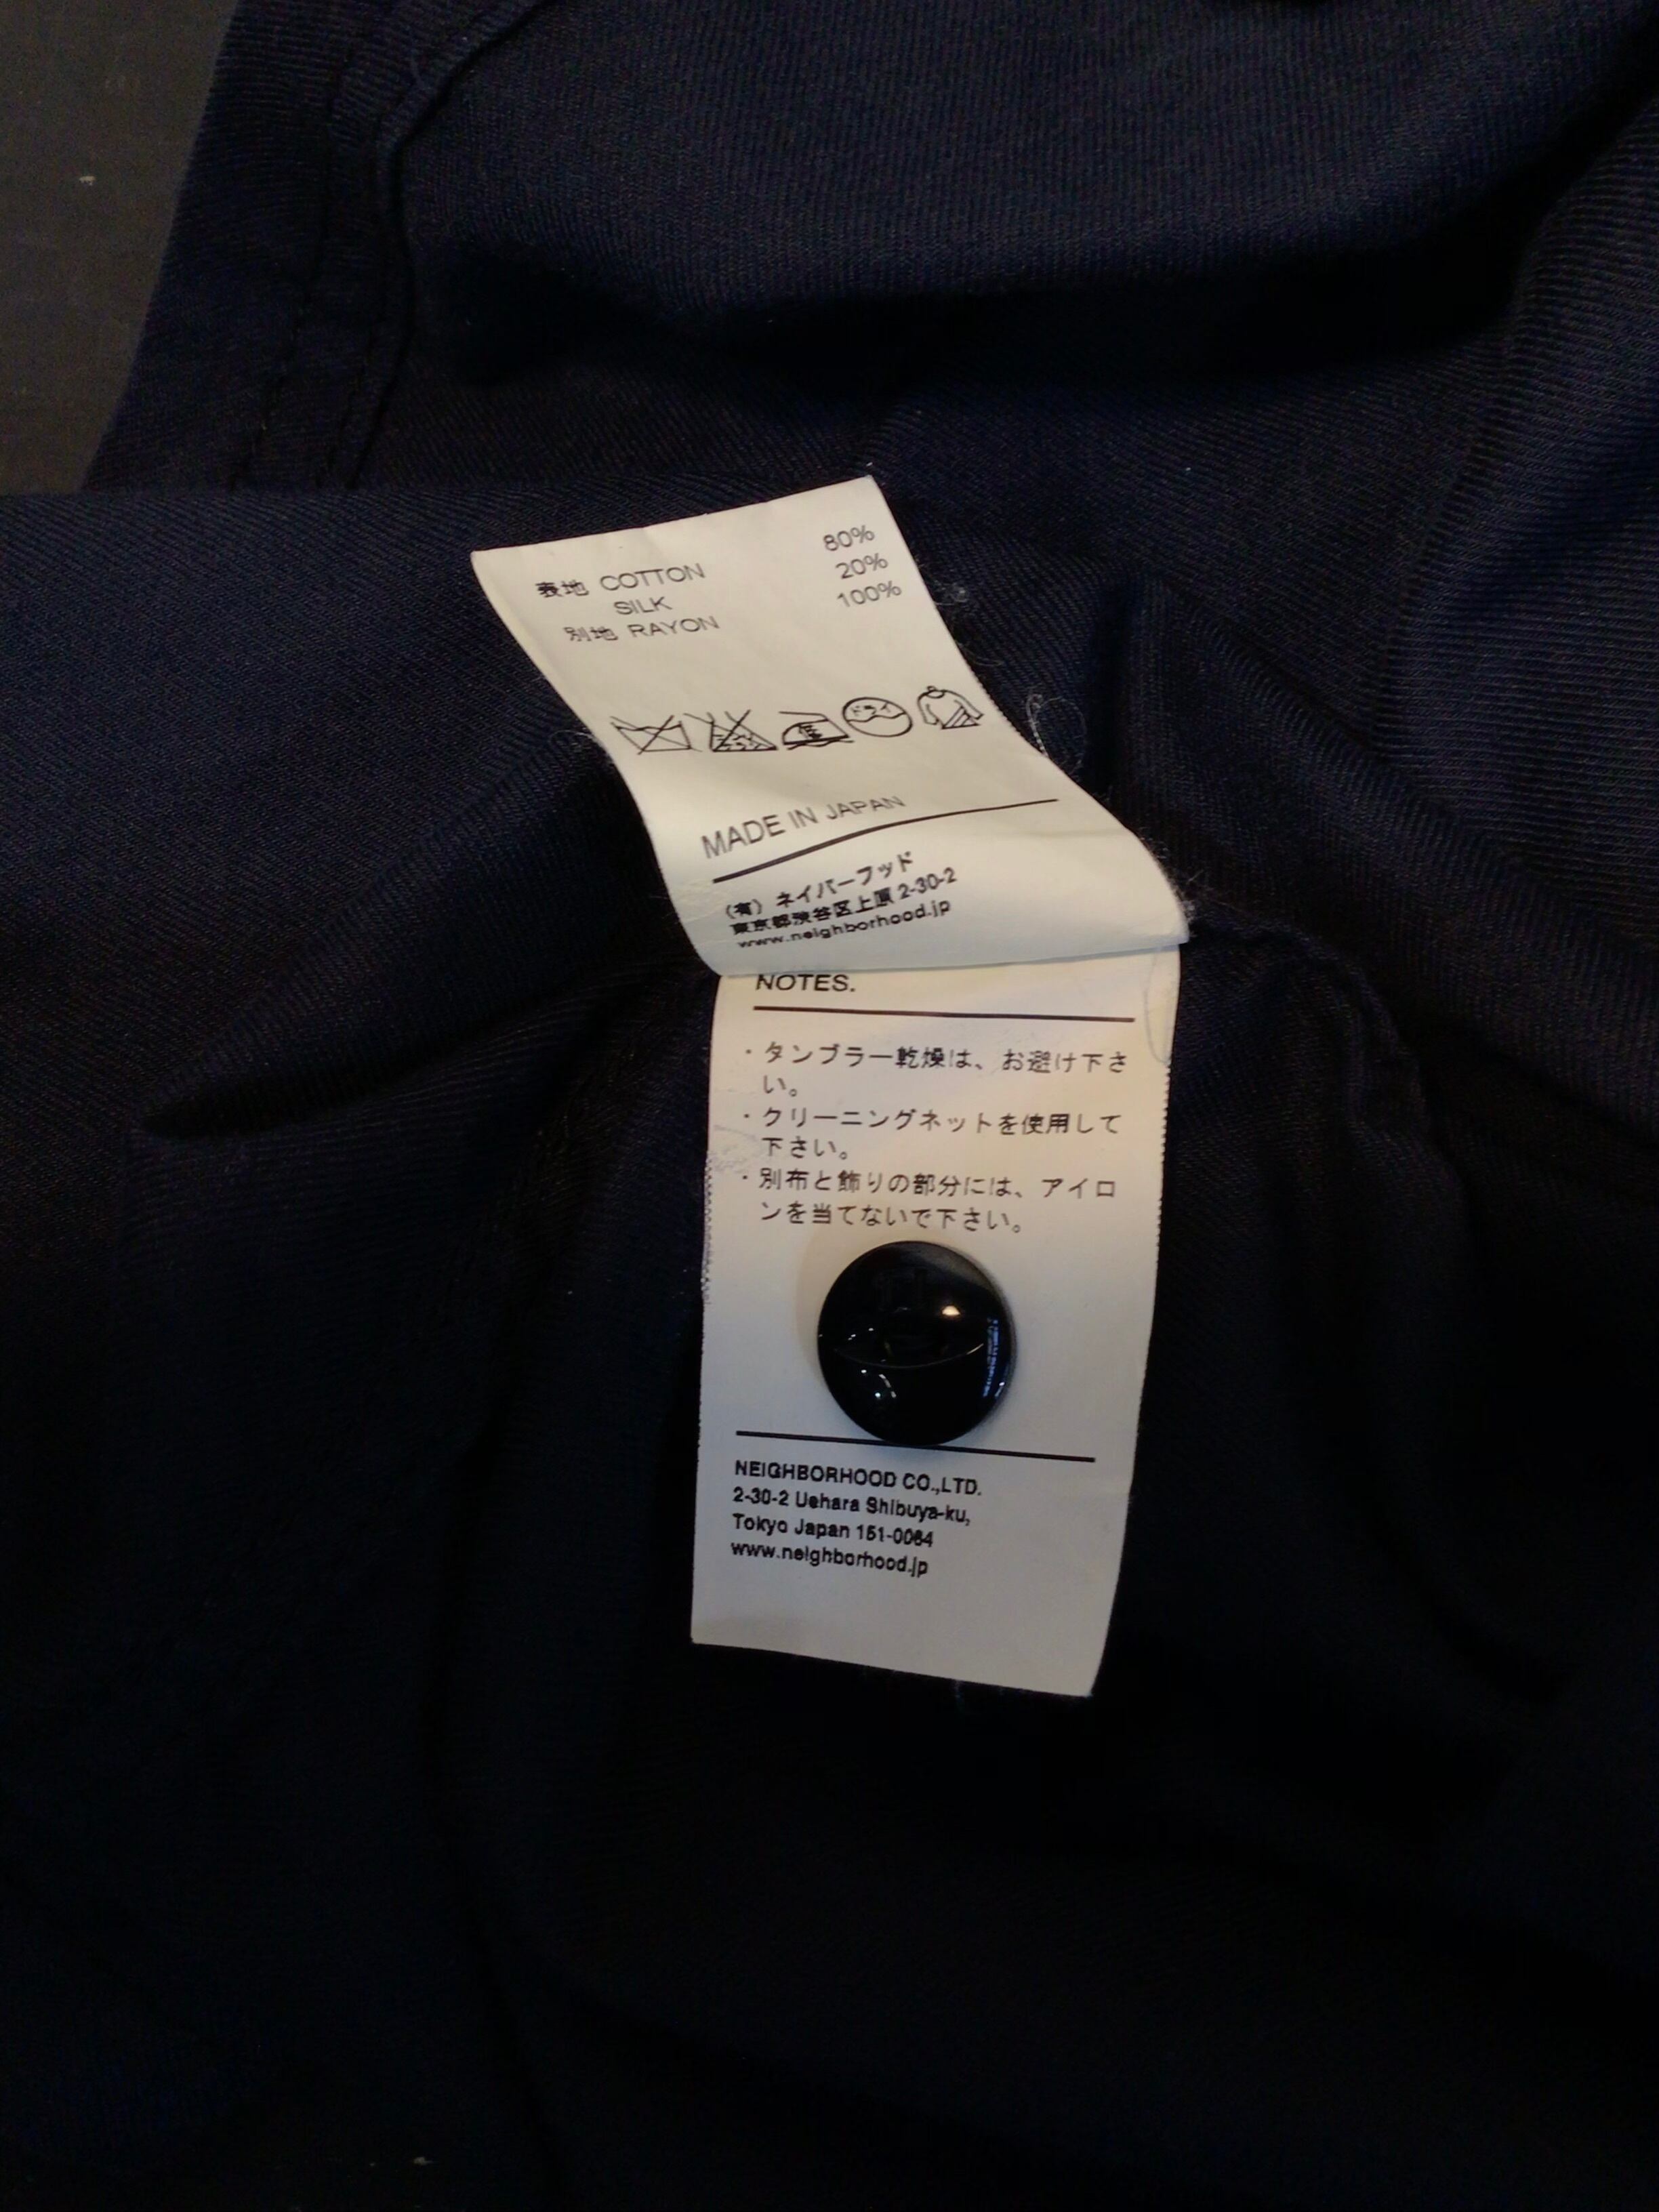 表地 COTTON 80%
SILK 20%
別地 RAYON 100%
ドライ
MADE IN JAPAN
(有) ネイバーフッド
東京都渋谷区上原 2-30-2
www.neighborhood.jp
NOTES.
・タンブラー乾燥は、お避け下さ
い。
・クリーニングネットを使用して
下さい。
・別布と飾りの部分には、アイロ
ンを当てないで下さい。
NEIGHBORHOOD CO.,LTD.
2-30-2 Uehara Shibuya-ku,
Tokyo Japan 151-0064
www.neighborhood.jp